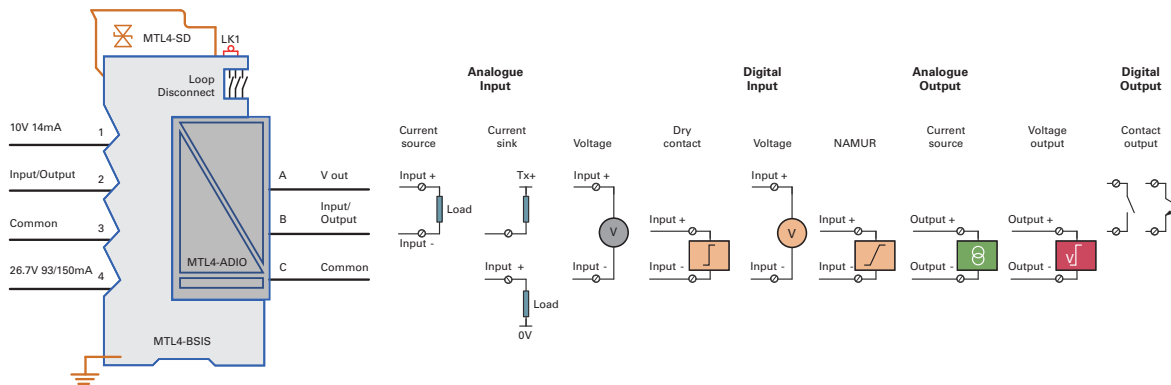 MTL4-SD
LK1
Loop
Disconnect
10V 14mA
1
Input/Output
2
Common
3
26.7V 93/150mA
4
A
V out
B
Input/
Output
C
Common
MTL4-ADIO
MTL4-BSIS
Analogue
Input
Digital
Input
Analogue
Output
Digital
Output
Current
source
Current
sink
Voltage
Dry
contact
Voltage
NAMUR
Current
source
Voltage
output
Contact
output
Input +
Load
Input -
Tx+
Input +
Load
0V
Input +
V
Input -
Input +
Input -
Input +
V
Input -
Input +
Input -
Output +
Output -
Output +
V
Output -